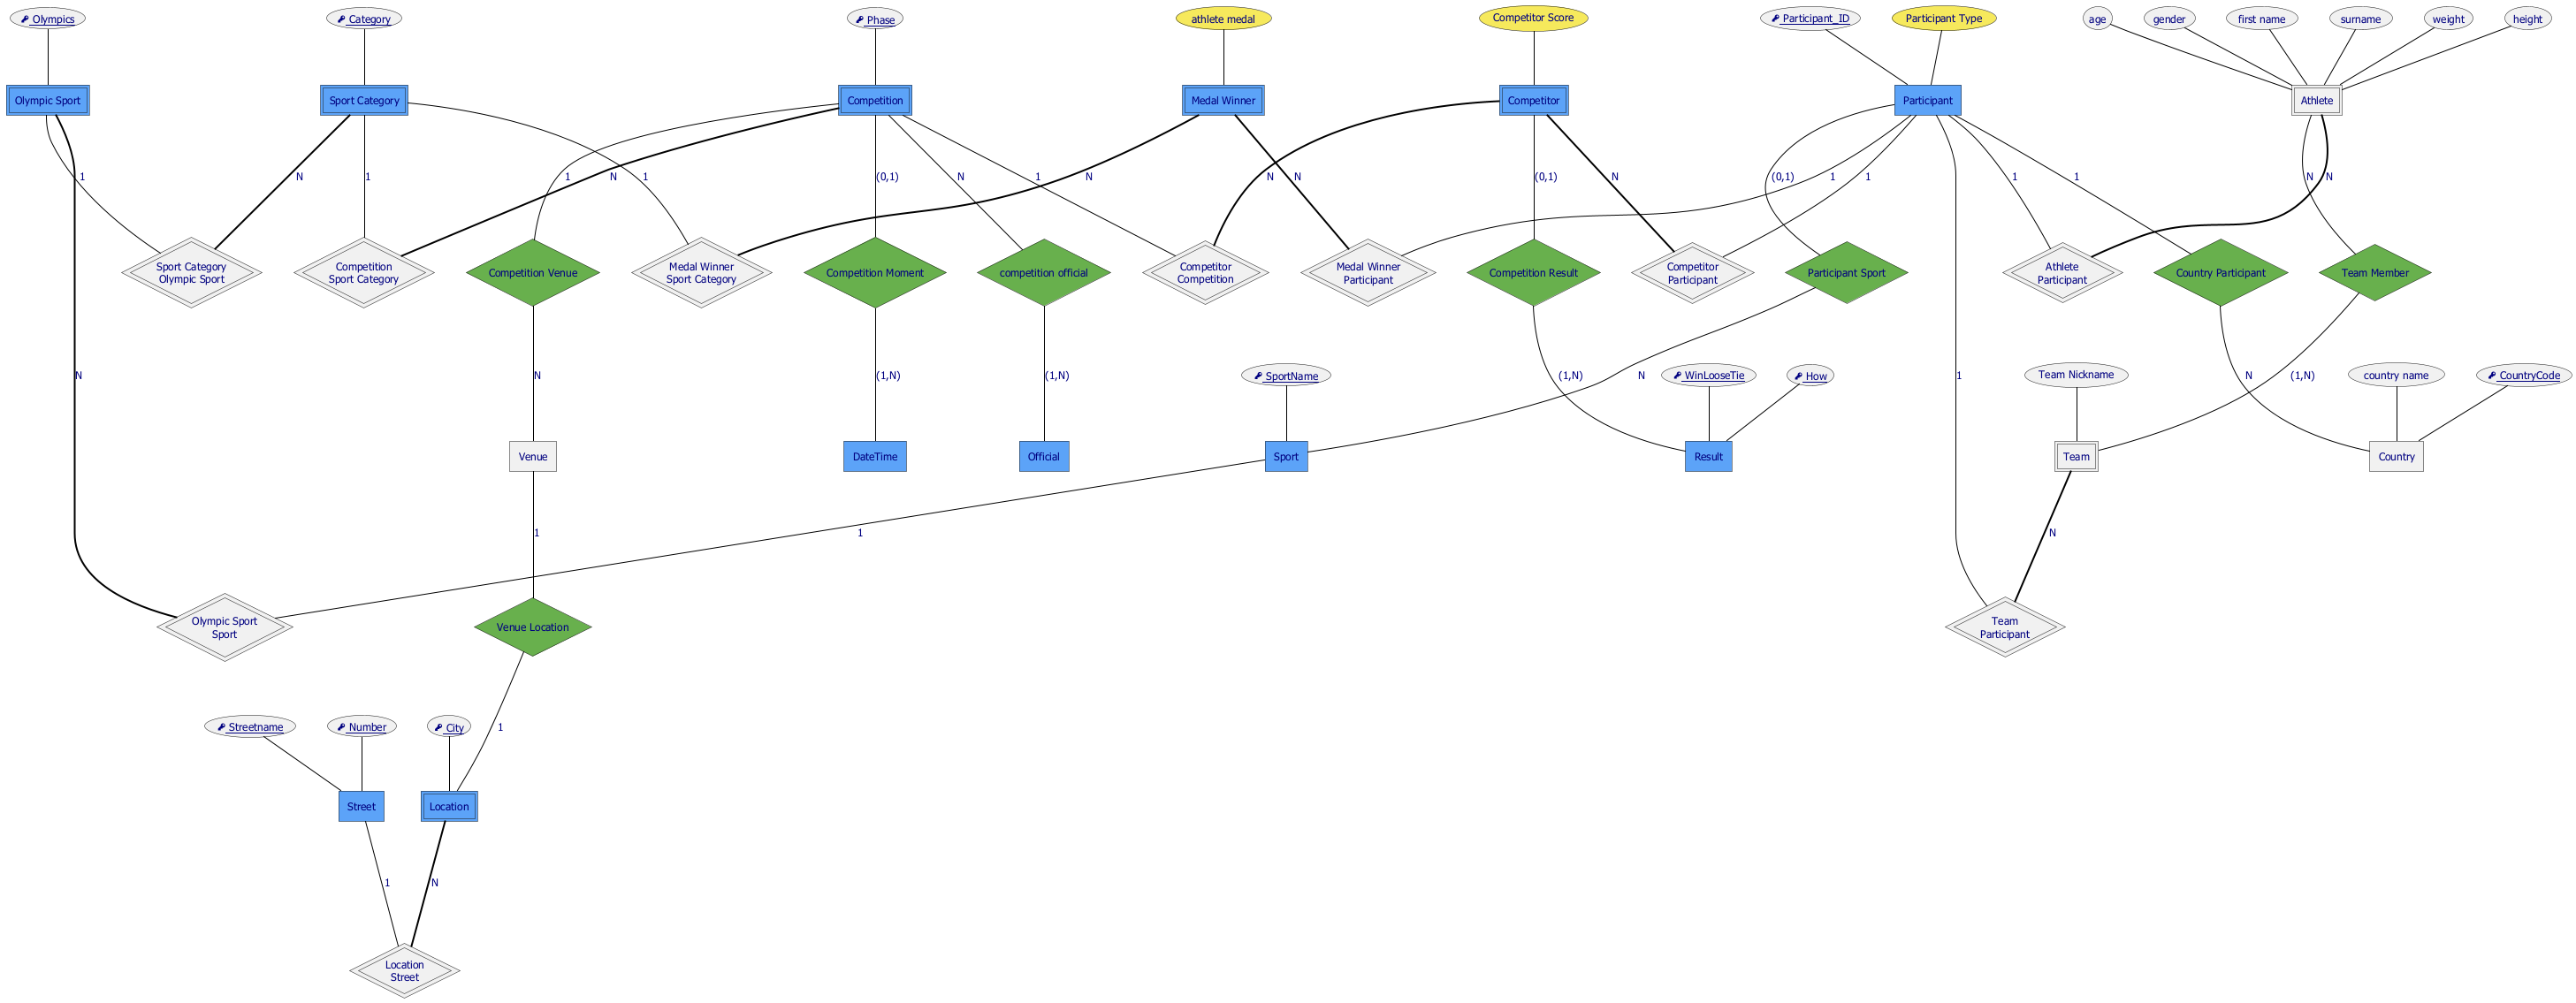 Olympics
Category
Phase
athlete medal
Competitor Score
Participant_ID
Participant Type
age
gender
first name
surname
weight
height
Olympic Sport
Sport Category
Competition
Medal Winner
Competitor
Participant
Athlete
1
N
1
1
N
1
(0,1)
N
1
N
N
N
(0,1)
N
(0,1)
1
1
1
1
N
N
Sport Category
Olympic Sport
Competition
Sport Category
Competition Venue
Medal Winner
Sport Category
Competition Moment
competition official
Competitor
Competition
Medal Winner
Participant
Competition Result
Competitor
Participant
Participant Sport
Athlete
Participant
Country Participant
Team Member
N
N
(1,N)
(1,N)
SportName
(1,N)
N
WinLooseTie
How
1
Team Nickname
N
(1,N)
country name
CountryCode
Venue
DateTime
Official
Sport
Result
Team
Country
1
1
N
Olympic Sport
Sport
Venue Location
Team
Participant
Streetname
Number
City
1
Street
Location
1
N
Location
Street